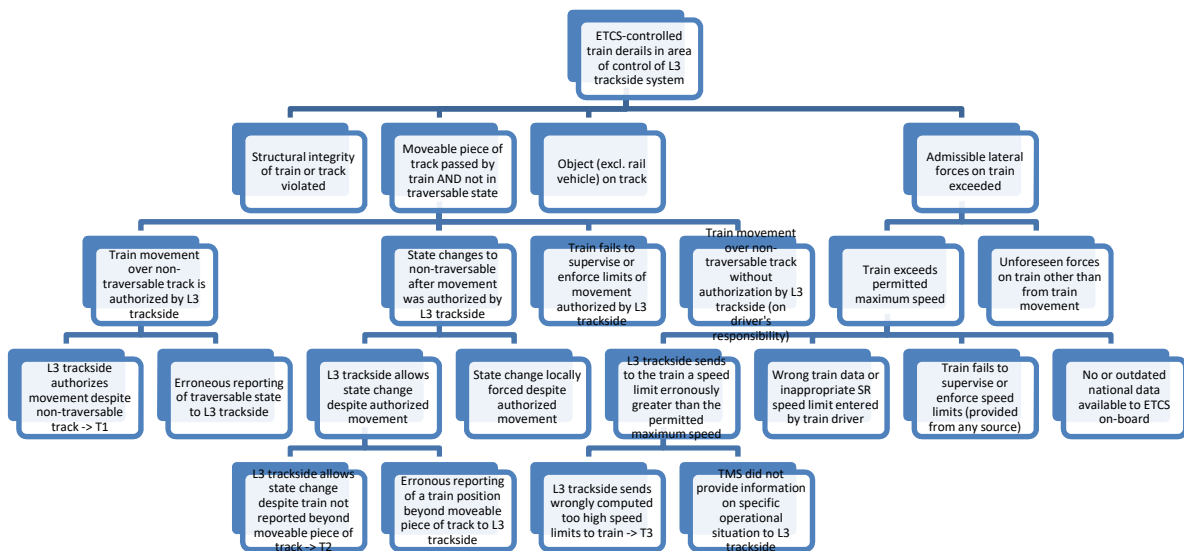 ETCS-controlled
train derails in area
of control of L3
trackside system
Structural integrity
of train or track
violated
Moveable piece of
track passed by
train AND not in
traversable state
Object (excl. rail
vehicle) on track
Admissible lateral
forces on train
exceeded
Train movement
over non-
traversable track is
authorized by L3
trackside
State changes to
non-traversable
after movement
was authorized by
L3 trackside
Train fails to
supervise or
enforce limits of
movement
authorized by L3
trackside
Train movement
over non-
traversable track
without
authorization by L3
trackside (on
driver's
responsibility)
Train exceeds
permitted
maximum speed
Unforeseen forces
on train other than
from train
movement
L3 trackside
authorizes
movement despite
non-traversable
track -> T1
Erroneous reporting
of traversable state
to L3 trackside
L3 trackside allows
state change
despite authorized
movement
State change locally
forced despite
authorized
movement
L3 trackside sends
to the train a speed
limit erronously
greater than the
permitted
maximum speed
Wrong train data or
inappropriate SR
speed limit entered
by train driver
Train fails to
supervise or
enforce speed
limits (provided
from any source)
No or outdated
national data
available to ETCS
on-board
L3 trackside allows
state change
despite train not
reported beyond
moveable piece of
track -> T2
Erronous reporting
of a train position
beyond moveable
piece of track to L3
trackside
L3 trackside sends
wrongly computed
too high speed
limits to train -> T3
TMS did not
provide information
on specific
operational
situation to L3
trackside